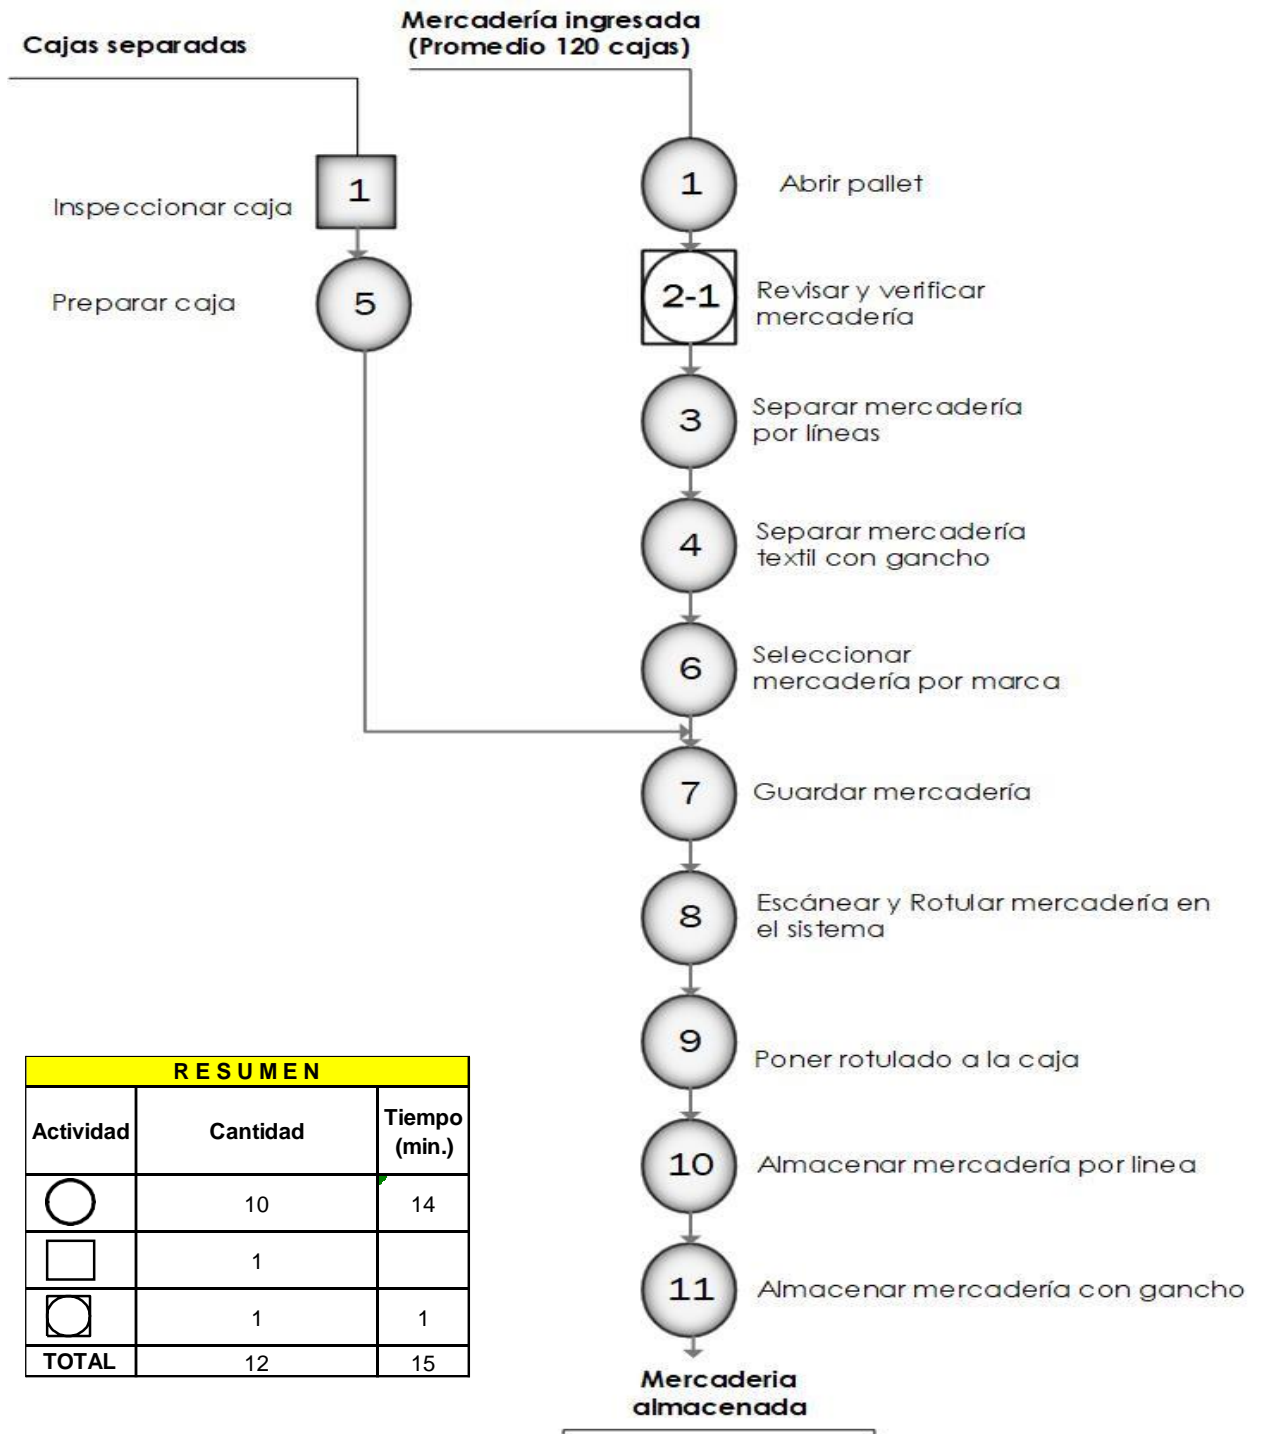 Cajas separadas
Mercadería ingresada
(Promedio 120 cajas)
1
Inspeccionar caja
5
Preparar caja
1
Abrir pallet
2-1
Revisar y verificar
mercadería
3
Separar mercadería
por líneas
4
Separar mercadería
textil con gancho
6
Seleccionar
mercadería por marca
7
Guardar mercadería
8
Escánear y Rotular mercadería en
el sistema
9
Poner rotulado a la caja
10
Almacenar mercadería por linea
11
Almacenar mercadería con gancho
Mercaderia
almacenada
RESUMEN
Actividad Cantidad Tiempo
(min.)
10 14
1
1 1
TOTAL 12 15